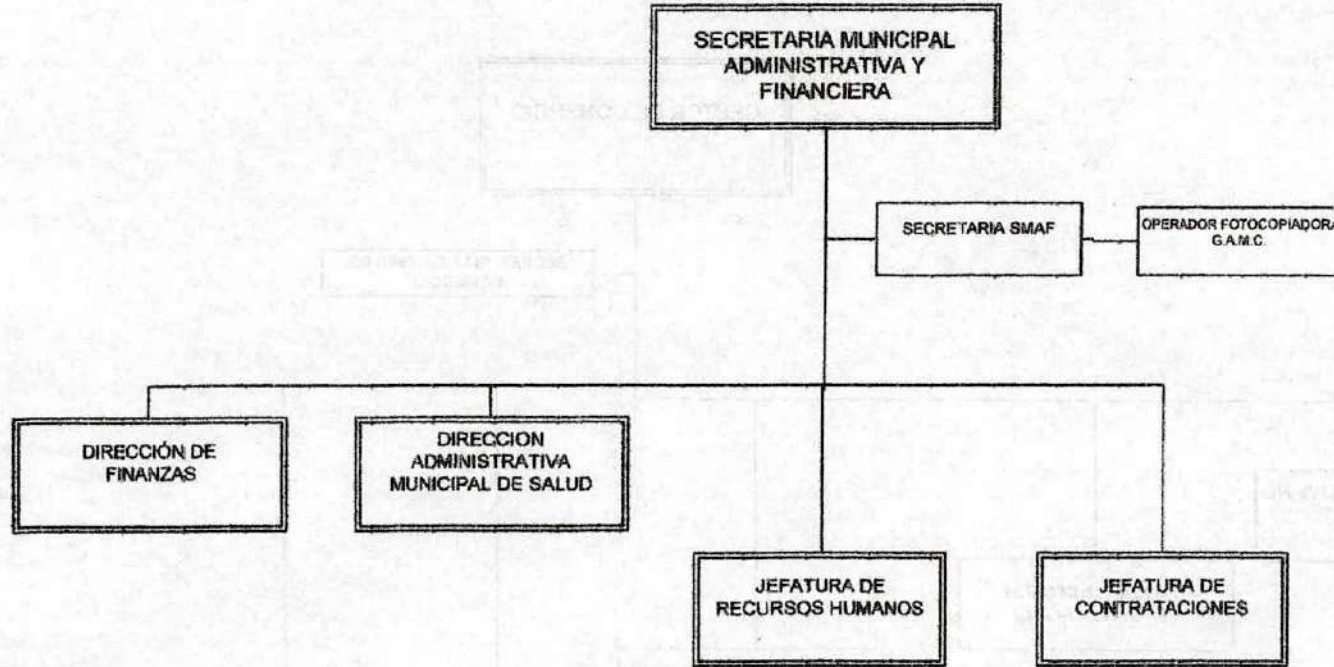 SECRETARIA MUNICIPAL
ADMINISTRATIVA Y
FINANCIERA
SECRETARIA SMAF
OPERADOR FOTOCOPIADORA
G.A.M.C.
DIRECCIÓN DE
FINANZAS
DIRECCION
ADMINISTRATIVA
MUNICIPAL DE SALUD
JEFATURA DE
RECURSOS HUMANOS
JEFATURA DE
CONTRATACIONES